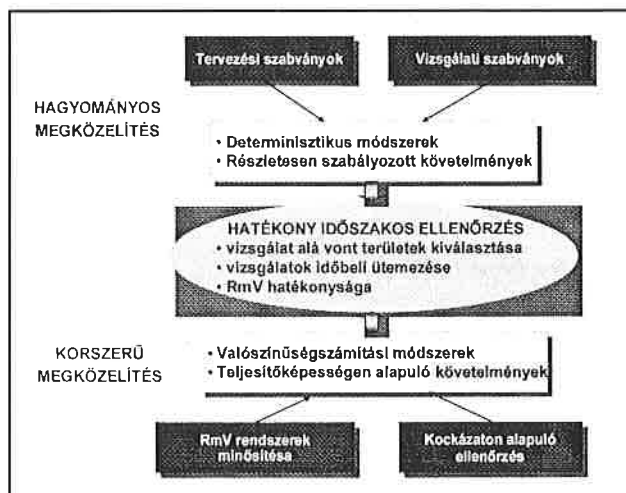 Tervezési szabványok
Vizsgálati szabványok
HAGYOMÁNYOS
MEGKÖZELÍTÉS
• Determinisztikus módszerek
• Részletesen szabályozott követelmények
HATÉKONY IDŐSZAKOS ELLENŐRZÉS
• vizsgálat alá vont területek kiválasztása
• vizsgálatok időbeli ütemezése
• RmV hatékonysága
KORSZERŰ
MEGKÖZELÍTÉS
• Valószínűségszámítási módszerek
• Teljesítőképességen alapuló követelmények
RmV rendszerek
minősítése
Kockázaton alapuló
ellenőrzés